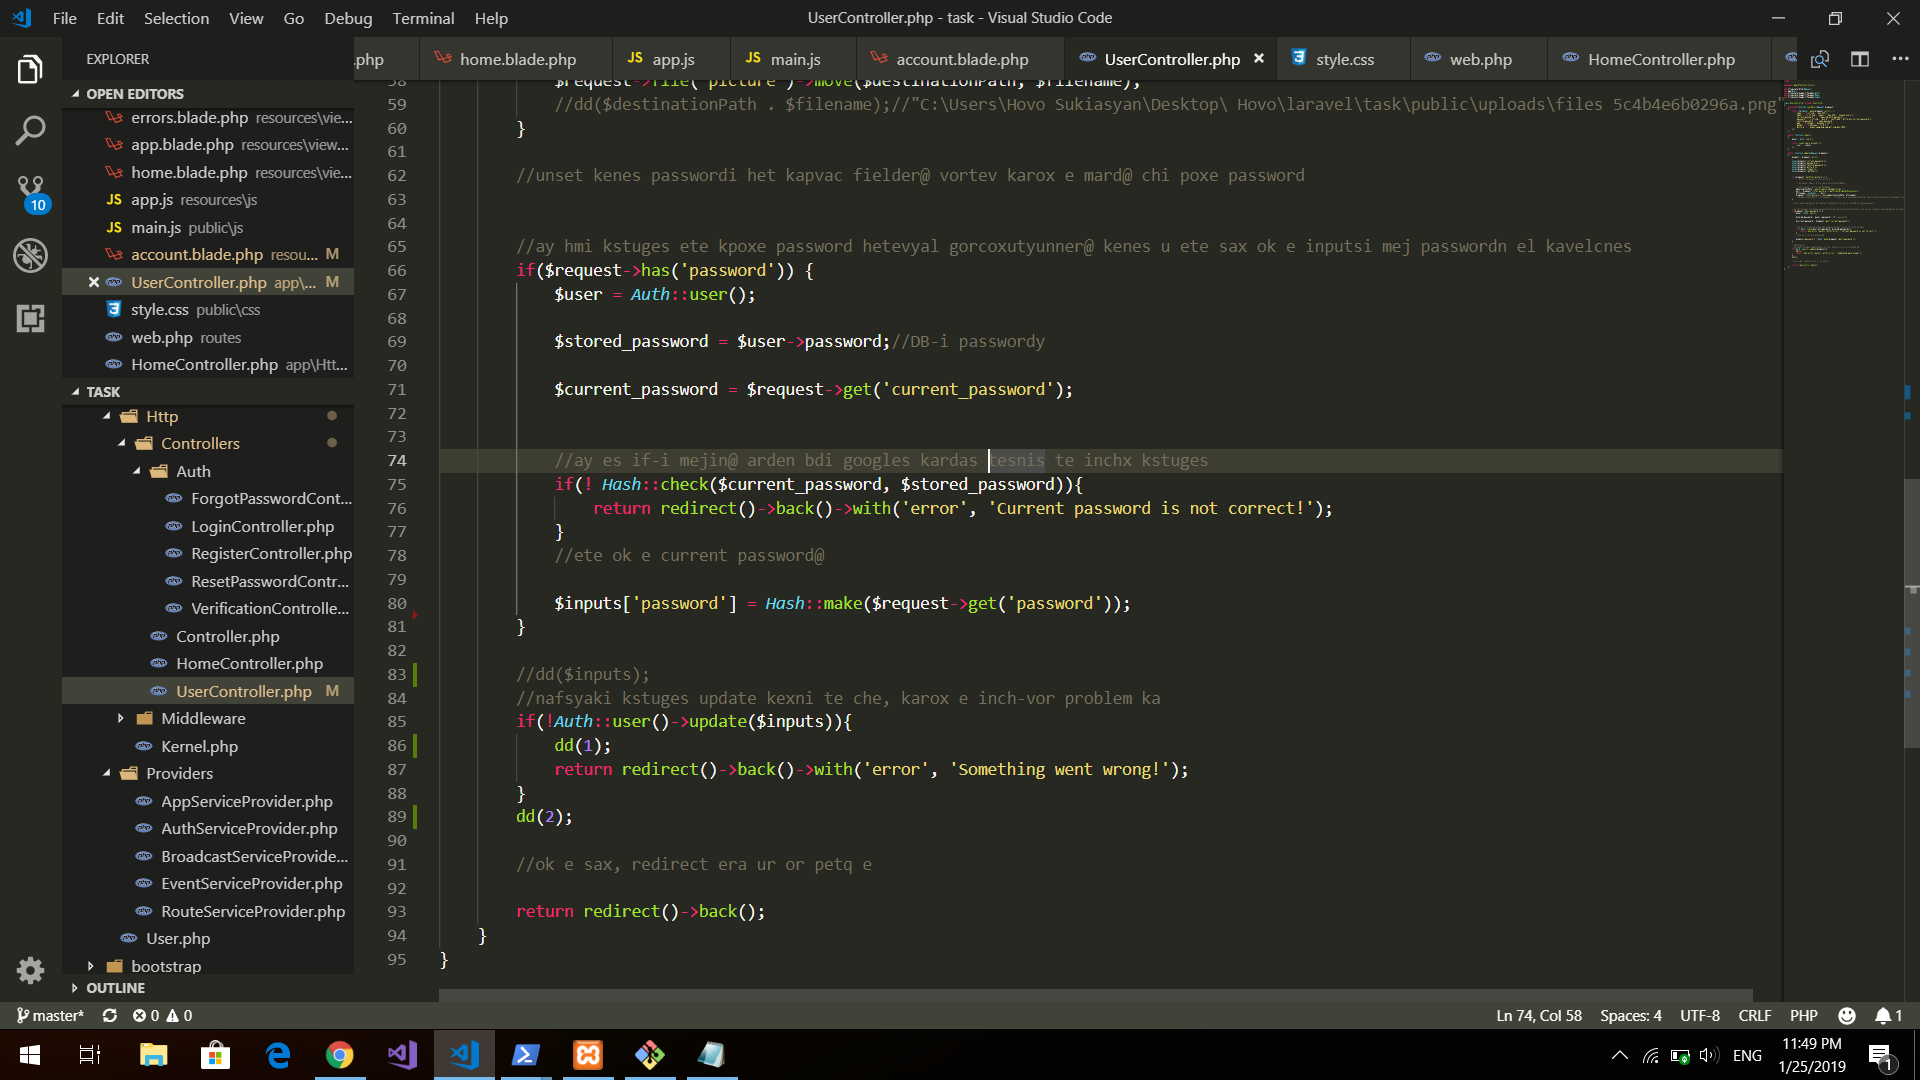 File Edit Selection View Go Debug Terminal Help
UserController.php - task - Visual Studio Code
EXPLORER
.php
home.blade.php
JS app.js
JS main.js
account.blade.php
UserController.php
style.css
web.php
HomeController.php
OPEN EDITORS
errors.blade.php resources\vie...
app.blade.php resources\view...
home.blade.php resources\vie...
JS app.js resources\js
JS main.js public\js
account.blade.php resou... M
UserController.php app\... M
style.css public\css
web.php routes
HomeController.php app\Htt...
TASK
Http
Controllers
Auth
ForgotPasswordCont...
LoginController.php
RegisterController.php
ResetPasswordContr...
VerificationControlle...
Controller.php
HomeController.php
UserController.php M
Middleware
Kernel.php
Providers
AppServiceProvider.php
AuthServiceProvider.php
BroadcastServiceProvide...
EventServiceProvider.php
RouteServiceProvider.php
User.php
bootstrap
OUTLINE
10
58 $request->file('picture')->move($destinationPath, $filename);
59 //dd($destinationPath . $filename);//"C:\Users\Hovo Sukiasyan\Desktop\ Hovo\laravel\task\public\uploads\files 5c4b4e6b0296a.png"
60 }
61
62 //unset kenes passwordi het kapvac fielder@ vortev karox e mard@ chi poxe password
63
64
65 //ay hmi kstuges ete kpoxe password hetevyal gorcoxutyunner@ kenes u ete sax ok e inputsi mej passwordn el kavelcnes
66 if($request->has('password')) {
67 $user = Auth::user();
68
69 $stored_password = $user->password;//DB-i passwordy
70
71 $current_password = $request->get('current_password');
72
73
74 //ay es if-i mejin@ arden bdi googles kardas tesnis te inchx kstuges
75 if(! Hash::check($current_password, $stored_password)){
76 return redirect()->back()->with('error', 'Current password is not correct!');
77 }
78 //ete ok e current password@
79
80 $inputs['password'] = Hash::make($request->get('password'));
81 }
82
83 //dd($inputs);
84 //nafsyaki kstuges update kexni te che, karox e inch-vor problem ka
85 if(!Auth::user()->update($inputs)){
86 dd(1);
87 return redirect()->back()->with('error', 'Something went wrong!');
88 }
89 dd(2);
90
91 //ok e sax, redirect era ur or petq e
92
93 return redirect()->back();
94 }
95 }
master* 0 0
Ln 74, Col 58 Spaces: 4 UTF-8 CRLF PHP 1
ENG
11:49 PM
1/25/2019
1